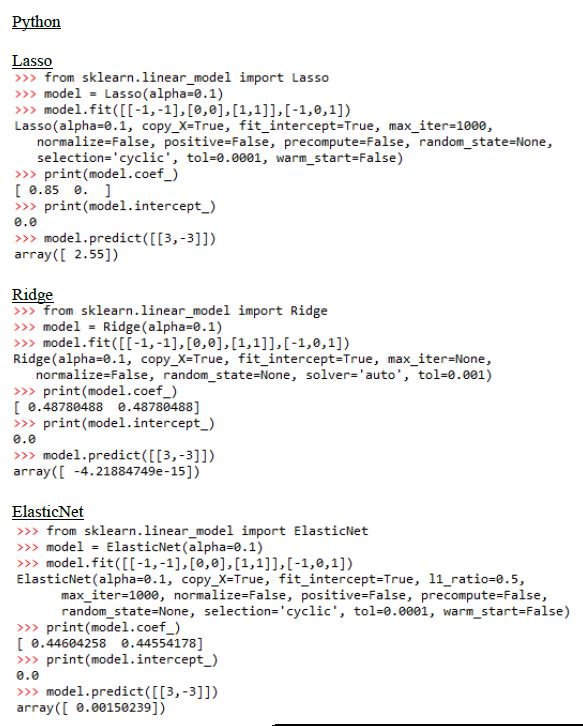 Python
Lasso
>>> from sklearn.linear_model import Lasso
>>> model = Lasso(alpha=0.1)
>>> model.fit([[-1,-1],[0,0],[1,1]],[-1,0,1])
Lasso(alpha=0.1, copy_X=True, fit_intercept=True, max_iter=1000,
   normalize=False, positive=False, precompute=False, random_state=None,
   selection='cyclic', tol=0.0001, warm_start=False)
>>> print(model.coef_)
[ 0.85  0.  ]
>>> print(model.intercept_)
0.0
>>> model.predict([[3,-3]])
array([ 2.55])
Ridge
>>> from sklearn.linear_model import Ridge
>>> model = Ridge(alpha=0.1)
>>> model.fit([[-1,-1],[0,0],[1,1]],[-1,0,1])
Ridge(alpha=0.1, copy_X=True, fit_intercept=True, max_iter=None,
   normalize=False, random_state=None, solver='auto', tol=0.001)
>>> print(model.coef_)
[ 0.48780488  0.48780488]
>>> print(model.intercept_)
0.0
>>> model.predict([[3,-3]])
array([ -4.21884749e-15])
ElasticNet
>>> from sklearn.linear_model import ElasticNet
>>> model = ElasticNet(alpha=0.1)
>>> model.fit([[-1,-1],[0,0],[1,1]],[-1,0,1])
ElasticNet(alpha=0.1, copy_X=True, fit_intercept=True, l1_ratio=0.5,
      max_iter=1000, normalize=False, positive=False, precompute=False,
      random_state=None, selection='cyclic', tol=0.0001, warm_start=False)
>>> print(model.coef_)
[ 0.44604258  0.44554178]
>>> print(model.intercept_)
0.0
>>> model.predict([[3,-3]])
array([ 0.00150239])